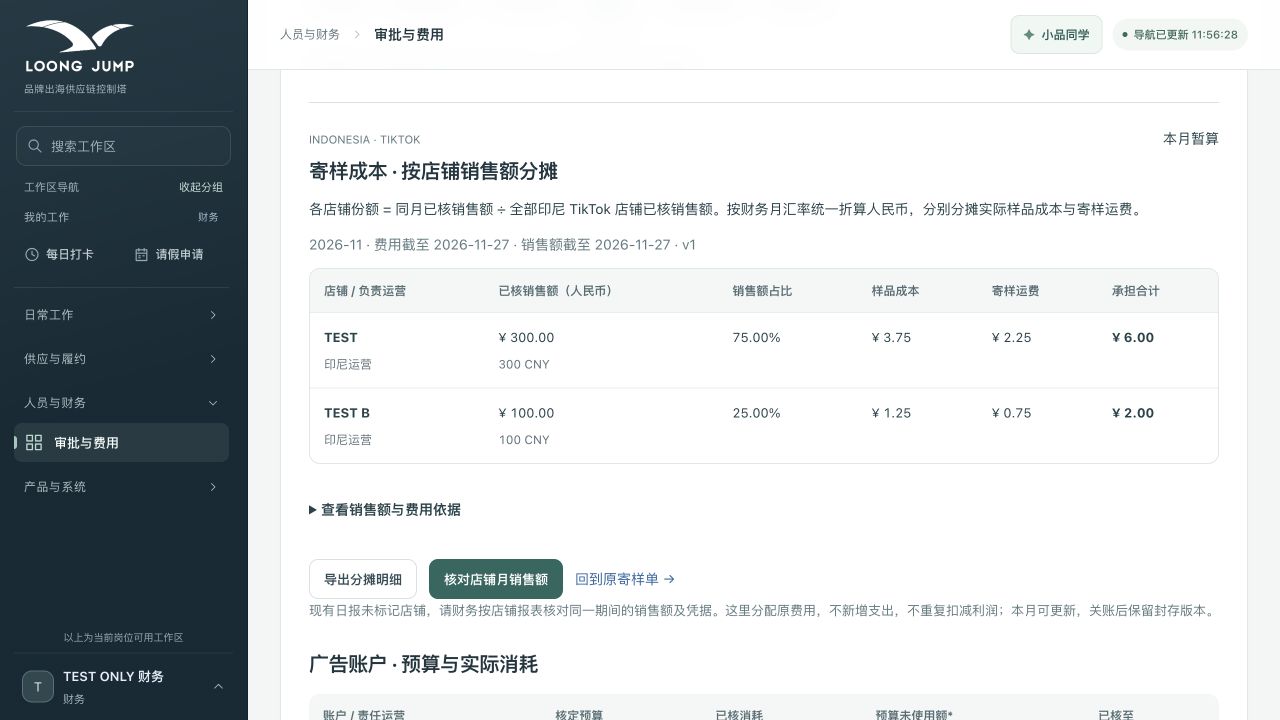 LOONG JUMP
品牌出海供应链控制塔
搜索工作区
工作区导航 收起分组
我的工作 财务
每日打卡 请假申请
日常工作
供应与履约
人员与财务
审批与费用
产品与系统
以上为当前岗位可用工作区
T TEST ONLY 财务
财务
人员与财务 > 审批与费用
小品同学
导航已更新 11:56:28
INDONESIA · TIKTOK
本月暂算
寄样成本 · 按店铺销售额分摊
各店铺份额 = 同月已核销售额 ÷ 全部印尼 TikTok 店铺已核销售额。按财务月汇率统一折算人民币，分别分摊实际样品成本与寄样运费。
2026-11 · 费用截至 2026-11-27 · 销售额截至 2026-11-27 · v1
店铺 / 负责运营 已核销售额（人民币） 销售额占比 样品成本 寄样运费 承担合计
TEST ¥ 300.00 75.00% ¥ 3.75 ¥ 2.25 ¥ 6.00
印尼运营 300 CNY
TEST B ¥ 100.00 25.00% ¥ 1.25 ¥ 0.75 ¥ 2.00
印尼运营 100 CNY
▶ 查看销售额与费用依据
导出分摊明细 核对店铺月销售额 回到原寄样单 →
现有日报未标记店铺，请财务按店铺报表核对同一期间的销售额及凭据。这里分配原费用，不新增支出，不重复扣减利润；本月可更新，关账后保留封存版本。
广告账户 · 预算与实际消耗
账户 / 责任运营 核定预算 已核消耗 预算未使用额* 已核至